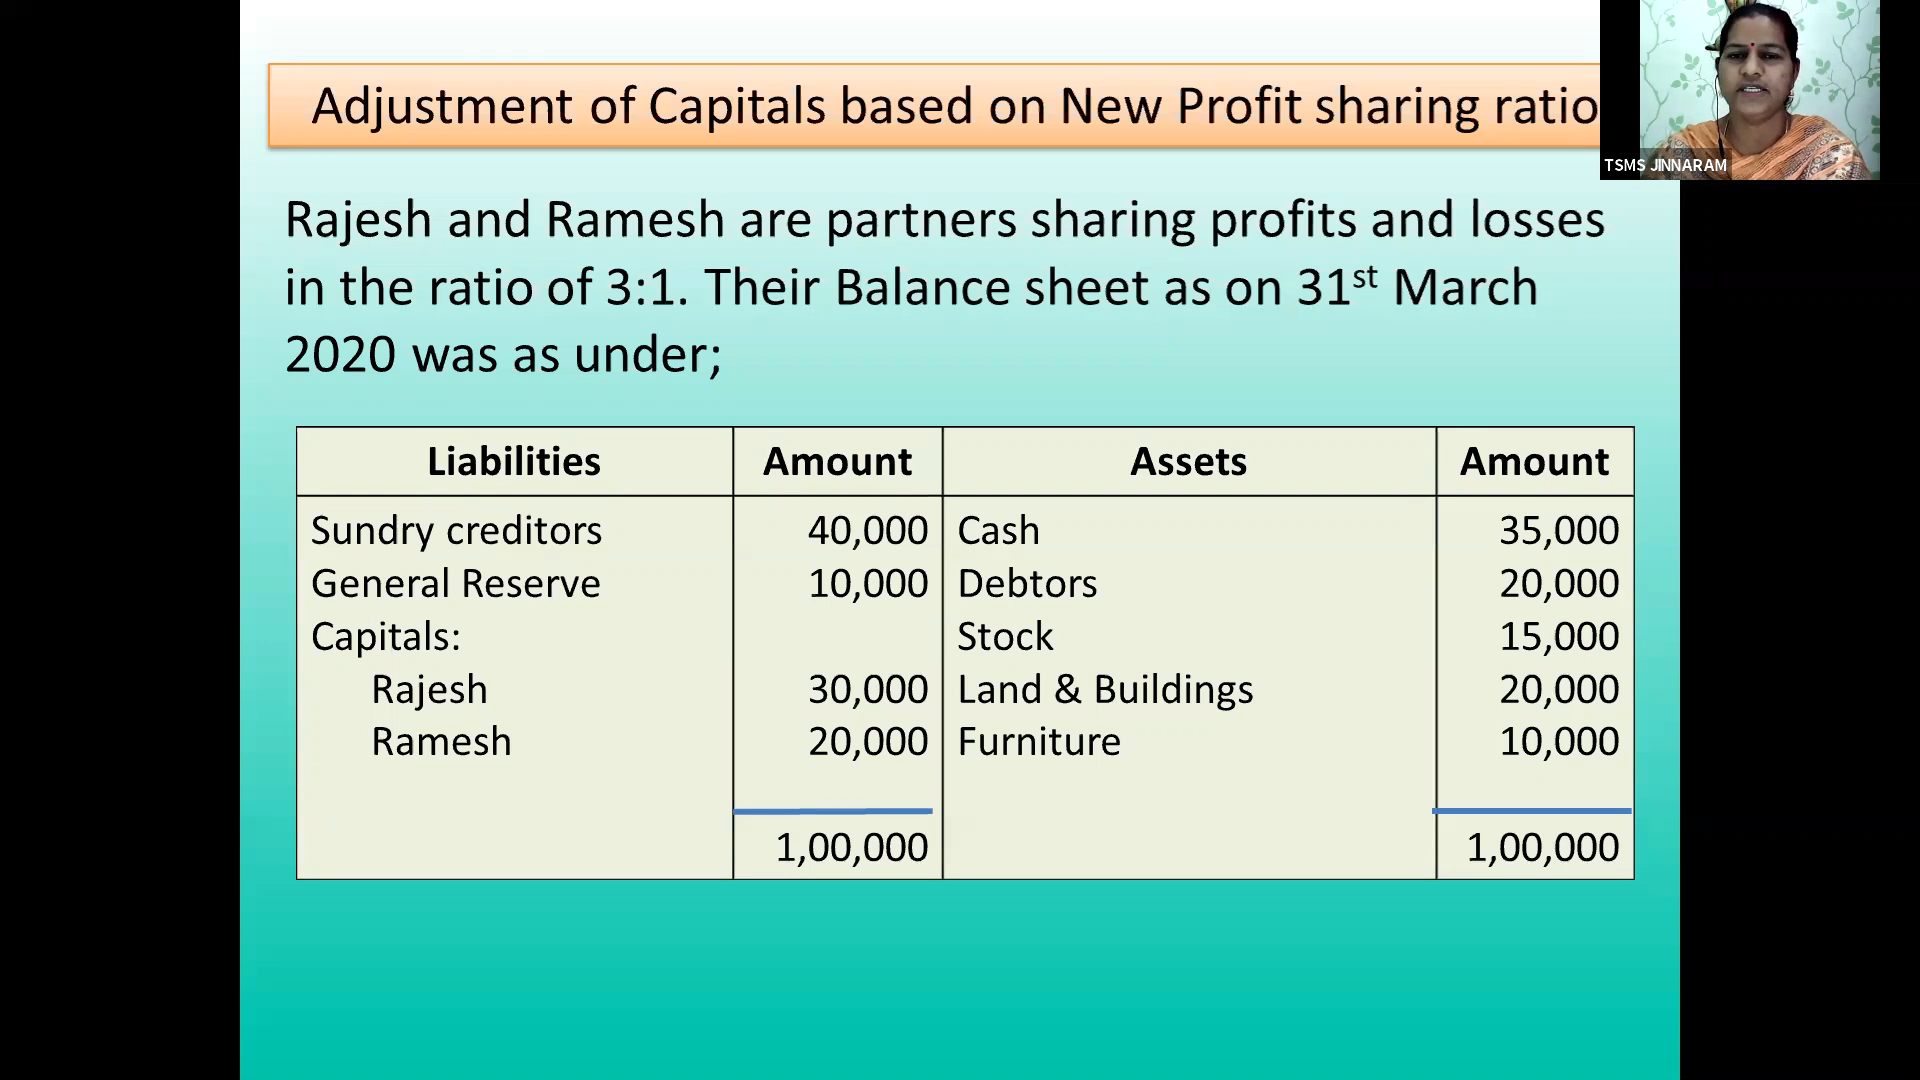 Adjustment of Capitals based on New Profit sharing ratio
TSMS JINNARAM
Rajesh and Ramesh are partners sharing profits and losses
in the ratio of 3:1. Their Balance sheet as on 31st March
2020 was as under;
Liabilities Amount Assets Amount
Sundry creditors 40,000 Cash 35,000
General Reserve 10,000 Debtors 20,000
Capitals: Stock 15,000
Rajesh 30,000 Land & Buildings 20,000
Ramesh 20,000 Furniture 10,000
1,00,000 1,00,000